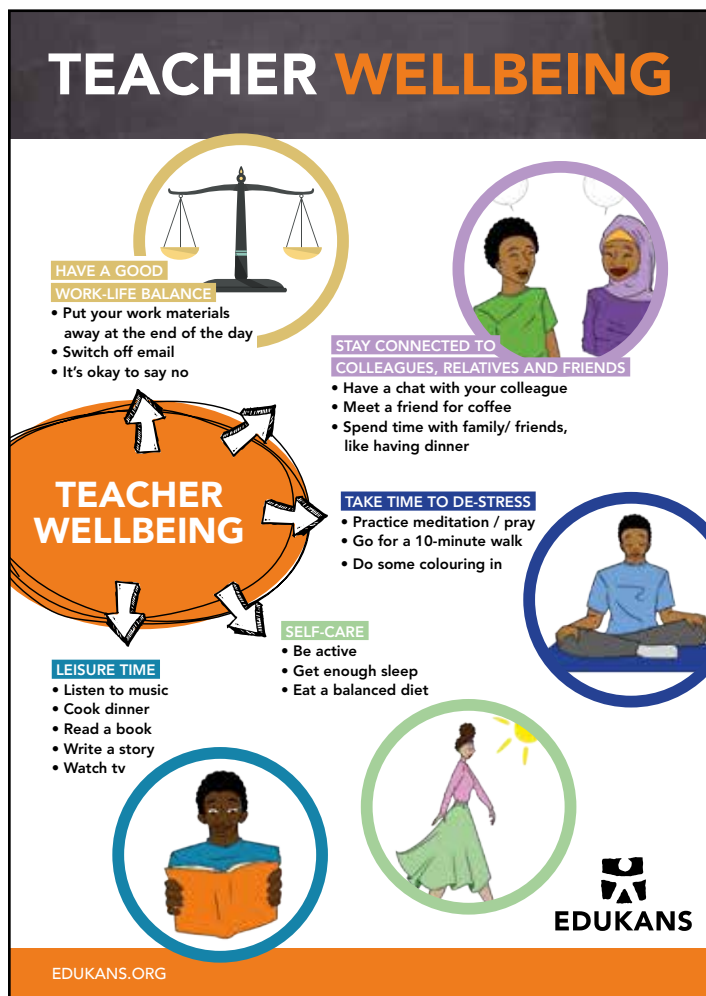 TEACHER WELLBEING
HAVE A GOOD
WORK-LIFE BALANCE
• Put your work materials
away at the end of the day
• Switch off email
• It's okay to say no
STAY CONNECTED TO
COLLEAGUES, RELATIVES AND FRIENDS
• Have a chat with your colleague
• Meet a friend for coffee
• Spend time with family/ friends,
like having dinner
TEACHER
WELLBEING
TAKE TIME TO DE-STRESS
• Practice meditation / pray
• Go for a 10-minute walk
• Do some colouring in
SELF-CARE
• Be active
• Get enough sleep
• Eat a balanced diet
LEISURE TIME
• Listen to music
• Cook dinner
• Read a book
• Write a story
• Watch tv
EDUKANS
EDUKANS.ORG